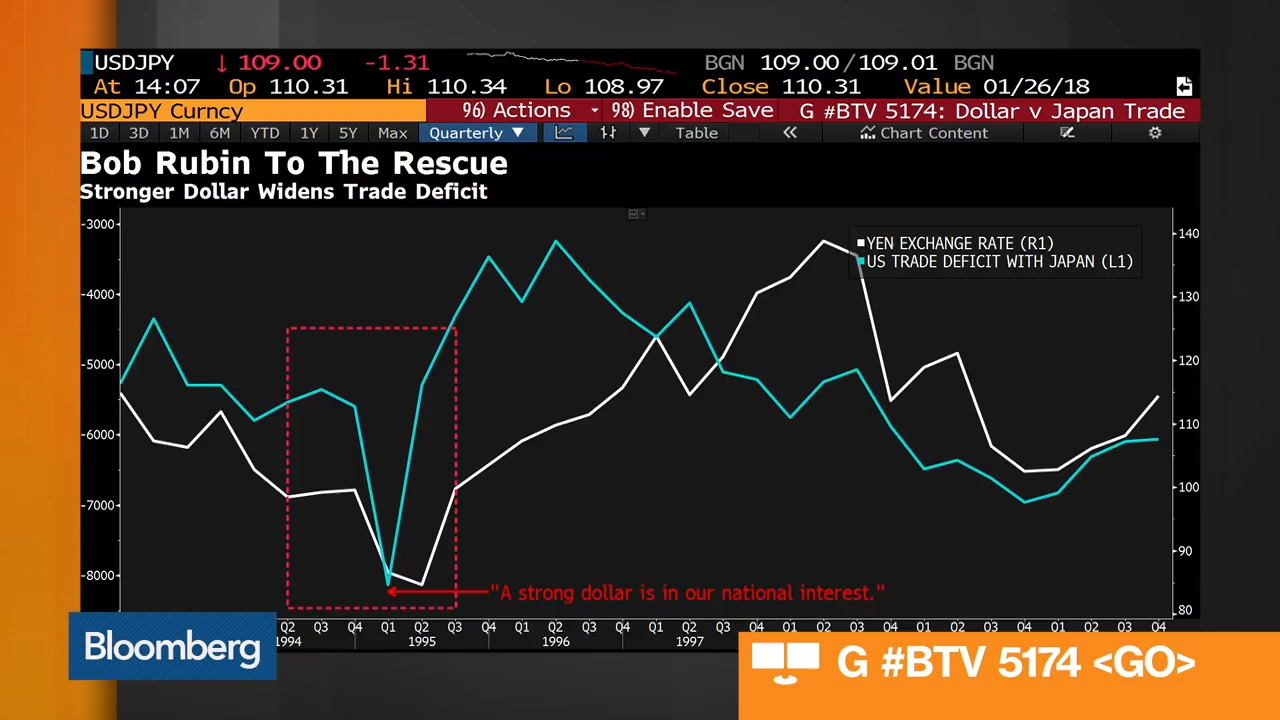 USDJPY ↓ 109.00 -1.31 BGN 109.00/109.01 BGN
At 14:07 Op 110.31 Hi 110.34 Lo 108.97 Close 110.31 Value 01/26/18
USDJPY Curncy 96) Actions 98) Enable Save G #BTV 5174: Dollar v Japan Trade
1D 3D 1M 6M YTD 1Y 5Y Max Quarterly ▼ ▼ Table « Chart Content
Bob Rubin To The Rescue
Stronger Dollar Widens Trade Deficit
-3000
-4000
-5000
-6000
-7000
-8000
YEN EXCHANGE RATE (R1)
US TRADE DEFICIT WITH JAPAN (L1)
140
130
120
110
100
90
80
"A strong dollar is in our national interest."
Q2 Q3 Q4 Q1 Q2 Q3 Q4 Q1 Q2 Q3 Q4 Q1 Q2 Q3 Q4 Q1 Q2 Q3 Q4 Q1 Q2 Q3 Q4 Q1 Q2 Q3 Q4
1994 1995 1996 1997
Bloomberg
G #BTV 5174 <GO>